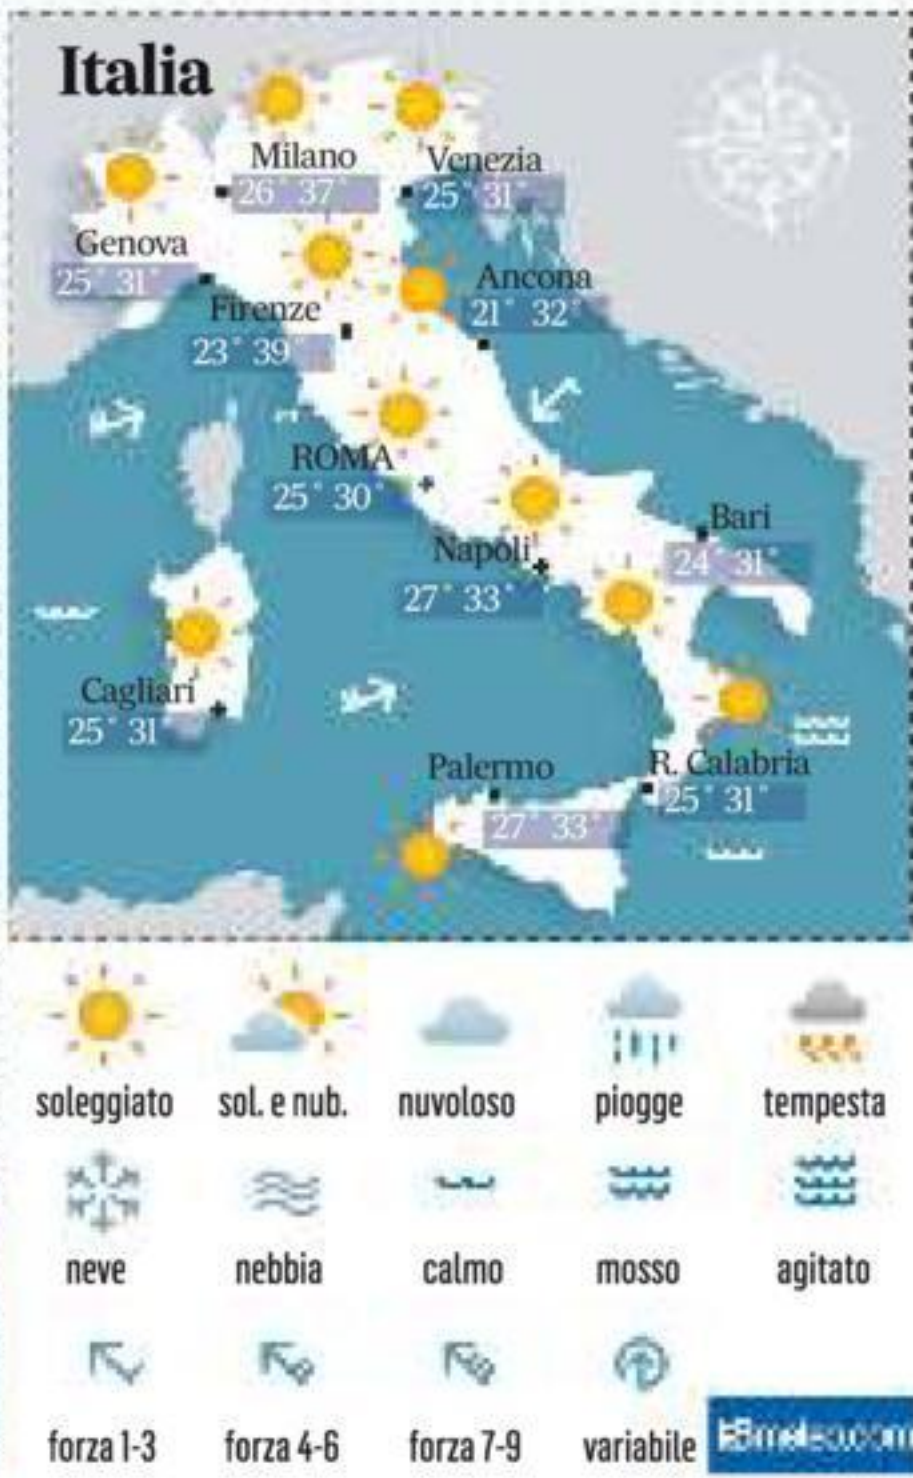 Italia
Milano
26° 37°
Venezia
25° 31°
Genova
25° 31°
Ancona
21° 32°
Firenze
23° 39°
ROMA
25° 30°
Bari
24° 31°
Napoli
27° 33°
Cagliari
25° 31°
Palermo
27° 33°
R. Calabria
25° 31°
soleggiato
sol. e nub.
nuvoloso
piogge
tempesta
neve
nebbia
calmo
mosso
agitato
forza 1-3
forza 4-6
forza 7-9
variabile